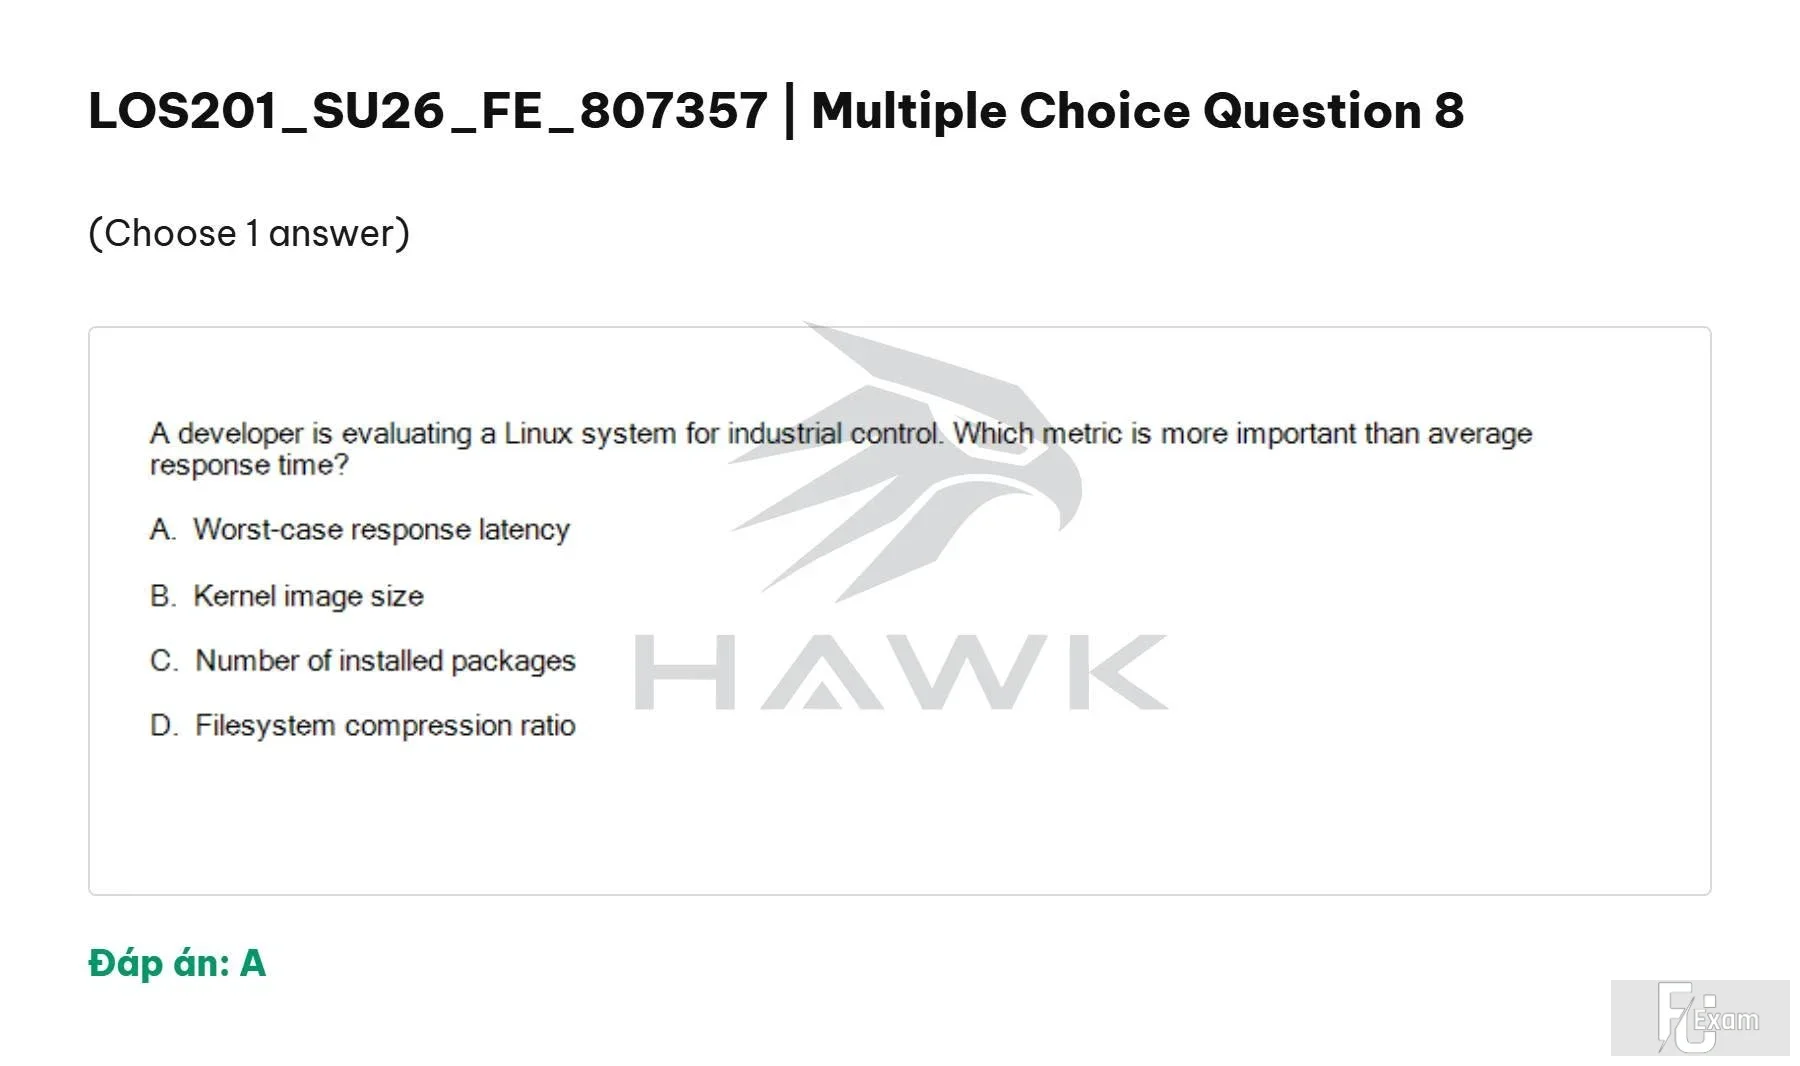 LOS201_SU26_FE_807357 | Multiple Choice Question 8
(Choose 1 answer)
A developer is evaluating a Linux system for industrial control. Which metric is more important than average
response time?
A. Worst-case response latency
B. Kernel image size
C. Number of installed packages
D. Filesystem compression ratio
HAWK
Đáp án: A
FU Exam